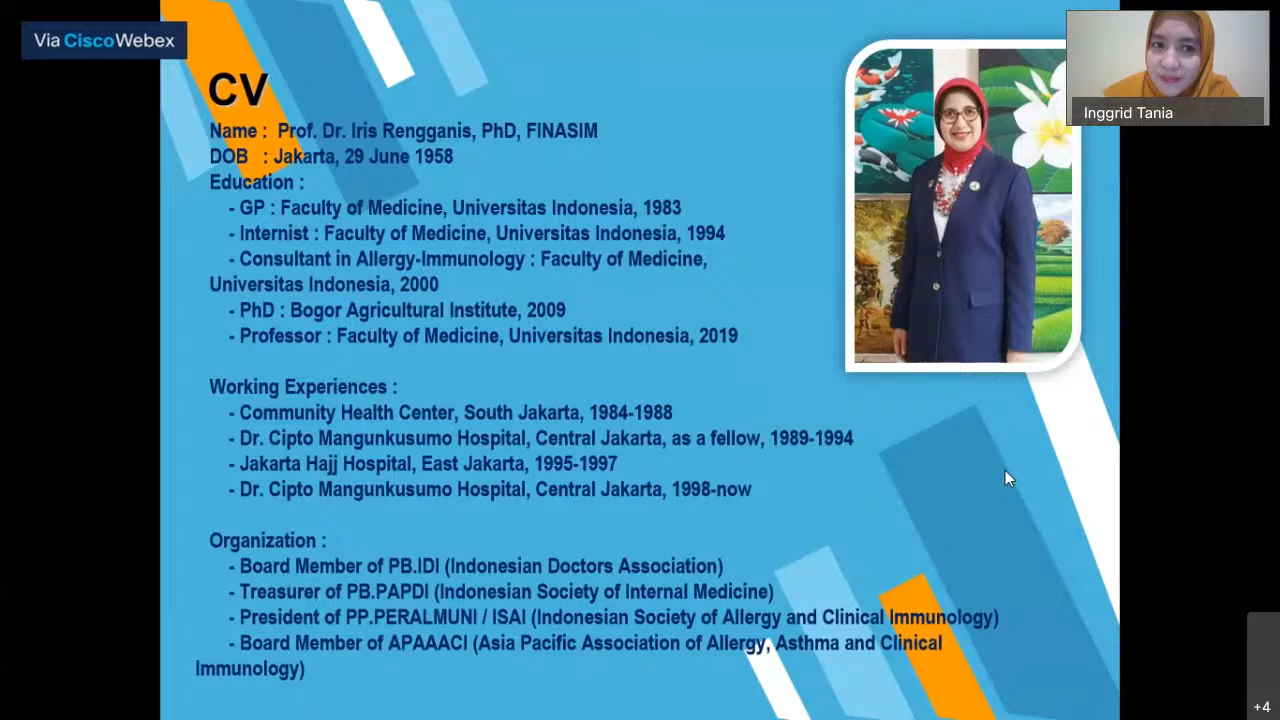 Via CiscoWebex
CV
Name : Prof. Dr. Iris Rengganis, PhD, FINASIM
DOB : Jakarta, 29 June 1958
Education :
- GP : Faculty of Medicine, Universitas Indonesia, 1983
- Internist : Faculty of Medicine, Universitas Indonesia, 1994
- Consultant in Allergy-Immunology : Faculty of Medicine,
Universitas Indonesia, 2000
- PhD : Bogor Agricultural Institute, 2009
- Professor : Faculty of Medicine, Universitas Indonesia, 2019
Working Experiences :
- Community Health Center, South Jakarta, 1984-1988
- Dr. Cipto Mangunkusumo Hospital, Central Jakarta, as a fellow, 1989-1994
- Jakarta Hajj Hospital, East Jakarta, 1995-1997
- Dr. Cipto Mangunkusumo Hospital, Central Jakarta, 1998-now
Organization :
- Board Member of PB.IDI (Indonesian Doctors Association)
- Treasurer of PB.PAPDI (Indonesian Society of Internal Medicine)
- President of PP.PERALMUNI / ISAI (Indonesian Society of Allergy and Clinical Immunology)
- Board Member of APAAACI (Asia Pacific Association of Allergy, Asthma and Clinical
Immunology)
Inggrid Tania
+4